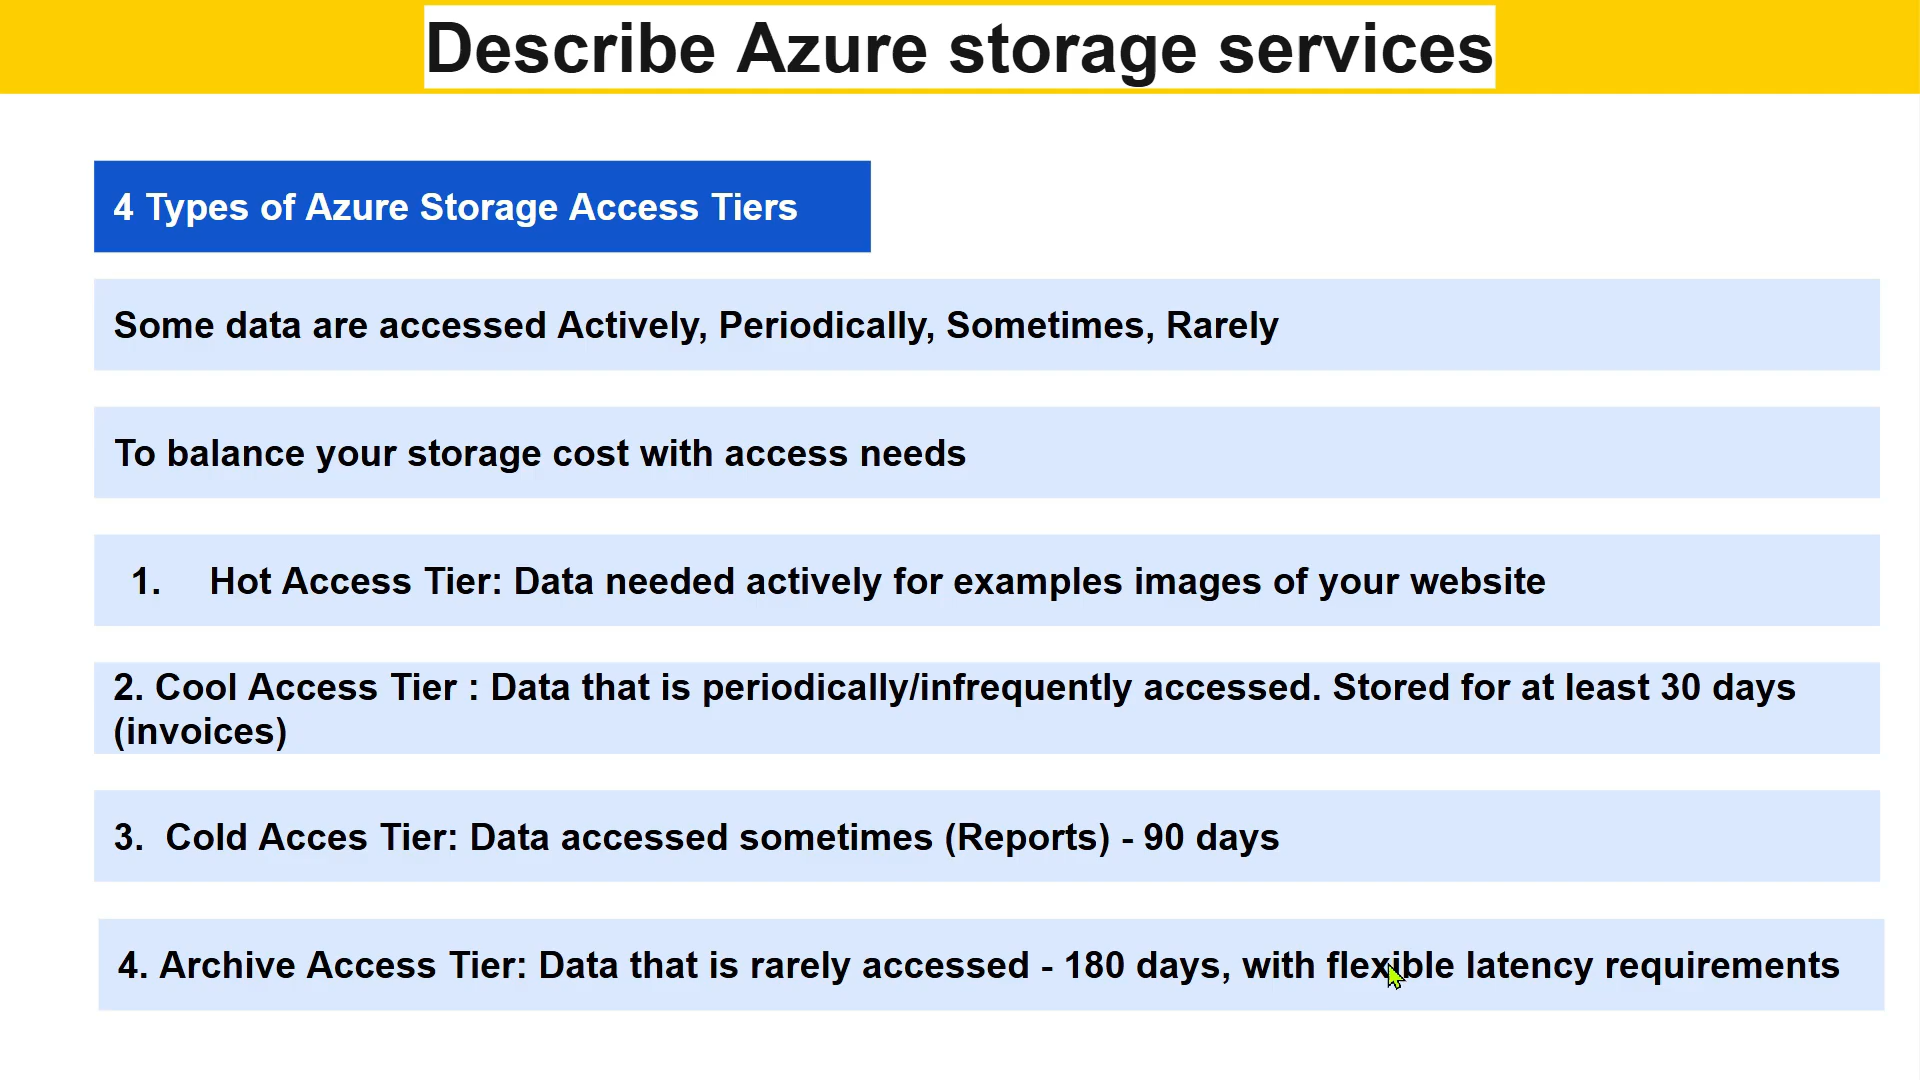 Describe Azure storage services
4 Types of Azure Storage Access Tiers
Some data are accessed Actively, Periodically, Sometimes, Rarely
To balance your storage cost with access needs
1. Hot Access Tier: Data needed actively for examples images of your website
2. Cool Access Tier : Data that is periodically/infrequently accessed. Stored for at least 30 days
(invoices)
3. Cold Acces Tier: Data accessed sometimes (Reports) - 90 days
4. Archive Access Tier: Data that is rarely accessed - 180 days, with flexible latency requirements